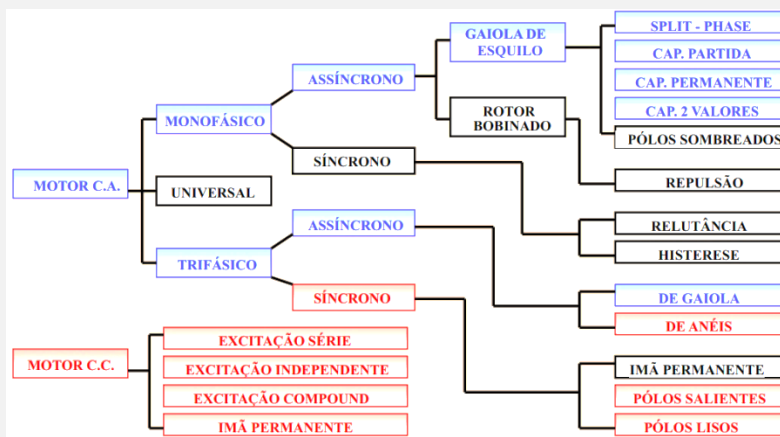 GAIOLA DE
ESQUILO
SPLIT - PHASE
CAP. PARTIDA
CAP. PERMANENTE
CAP. 2 VALORES
PÓLOS SOMBREADOS
ASSÍNCRONO
ROTOR
BOBINADO
MONOFÁSICO
SÍNCRONO
REPULSÃO
MOTOR C.A.
UNIVERSAL
RELUTÂNCIA
HISTERESE
ASSÍNCRONO
TRIFÁSICO
SÍNCRONO
DE GAIOLA
DE ANÉIS
MOTOR C.C.
EXCITAÇÃO SÉRIE
EXCITAÇÃO INDEPENDENTE
EXCITAÇÃO COMPOUND
IMÃ PERMANENTE
IMÃ PERMANENTE
PÓLOS SALIENTES
PÓLOS LISOS